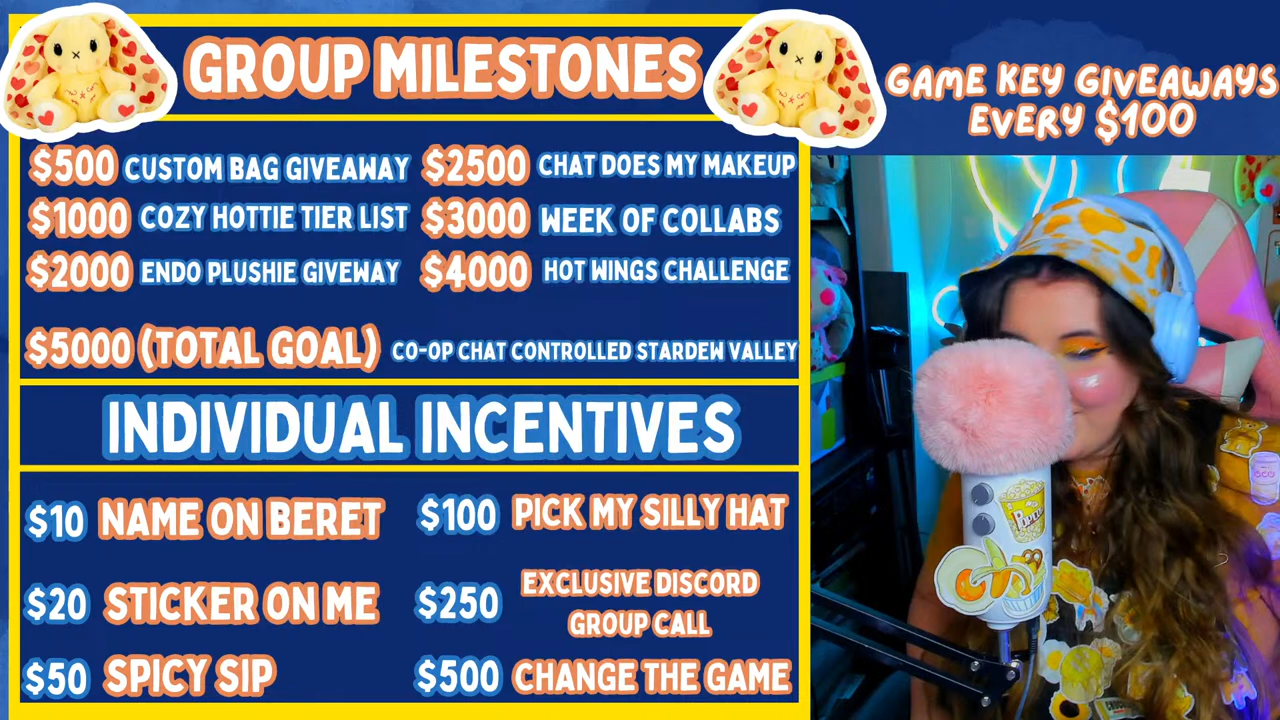 GROUP MILESTONES
GAME KEY GIVEAWAYS
EVERY $100
$500 CUSTOM BAG GIVEAWAY
$1000 COZY HOTTIE TIER LIST
$2000 ENDO PLUSHIE GIVEWAY
$2500 CHAT DOES MY MAKEUP
$3000 WEEK OF COLLABS
$4000 HOT WINGS CHALLENGE
$5000 (TOTAL GOAL) CO-OP CHAT CONTROLLED STARDEW VALLEY
INDIVIDUAL INCENTIVES
$10 NAME ON BERET
$20 STICKER ON ME
$50 SPICY SIP
$100 PICK MY SILLY HAT
$250 EXCLUSIVE DISCORD
GROUP CALL
$500 CHANGE THE GAME